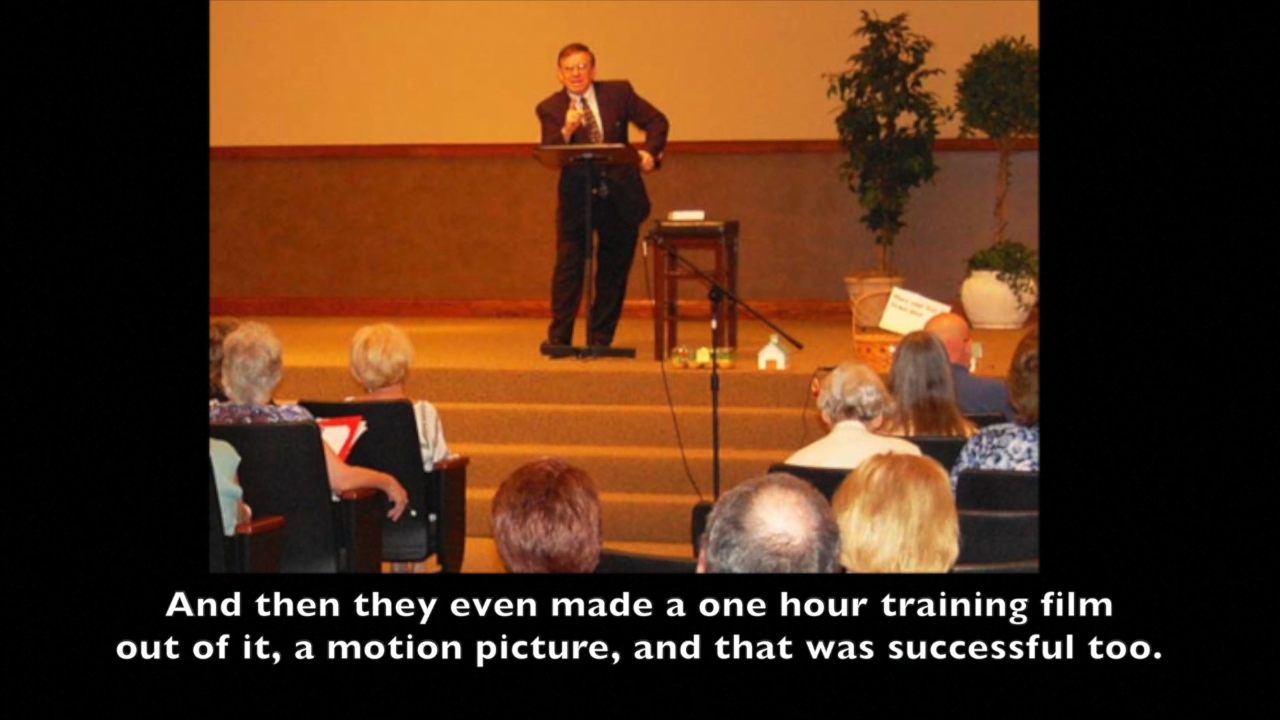 And then they even made a one hour training film
out of it, a motion picture, and that was successful too.